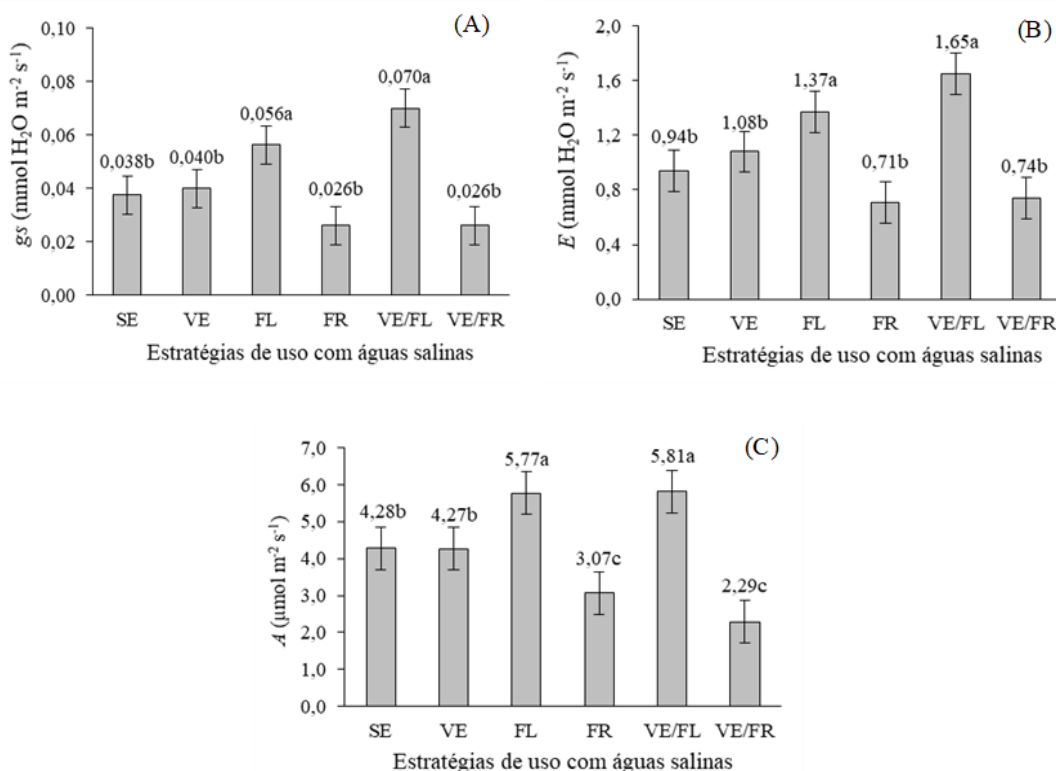 (A)
gs (mmol H₂O m⁻² s⁻¹)
0,10
0,08
0,06
0,04
0,02
0,00
0,038b
0,040b
0,056a
0,026b
0,070a
0,026b
SE VE FL FR VE/FL VE/FR
Estratégias de uso com águas salinas
(B)
E (mmol H₂O m⁻² s⁻¹)
2,0
1,6
1,2
0,8
0,4
0,0
0,94b
1,08b
1,37a
0,71b
1,65a
0,74b
SE VE FL FR VE/FL VE/FR
Estratégias de uso com águas salinas
(C)
A (µmol m⁻² s⁻¹)
7,0
6,0
5,0
4,0
3,0
2,0
1,0
0,0
4,28b
4,27b
5,77a
3,07c
5,81a
2,29c
SE VE FL FR VE/FL VE/FR
Estratégias de uso com águas salinas